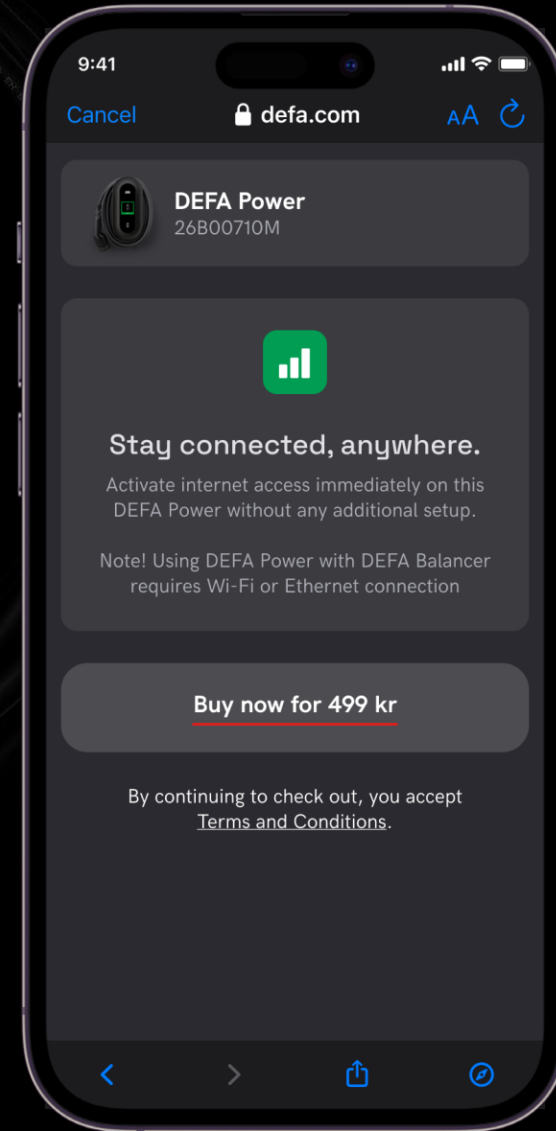 9:41
Cancel
defa.com
AA
DEFA Power
26B00710M
Stay connected, anywhere.
Activate internet access immediately on this
DEFA Power without any additional setup.
Note! Using DEFA Power with DEFA Balancer
requires Wi-Fi or Ethernet connection
Buy now for 499 kr
By continuing to check out, you accept
Terms and Conditions.